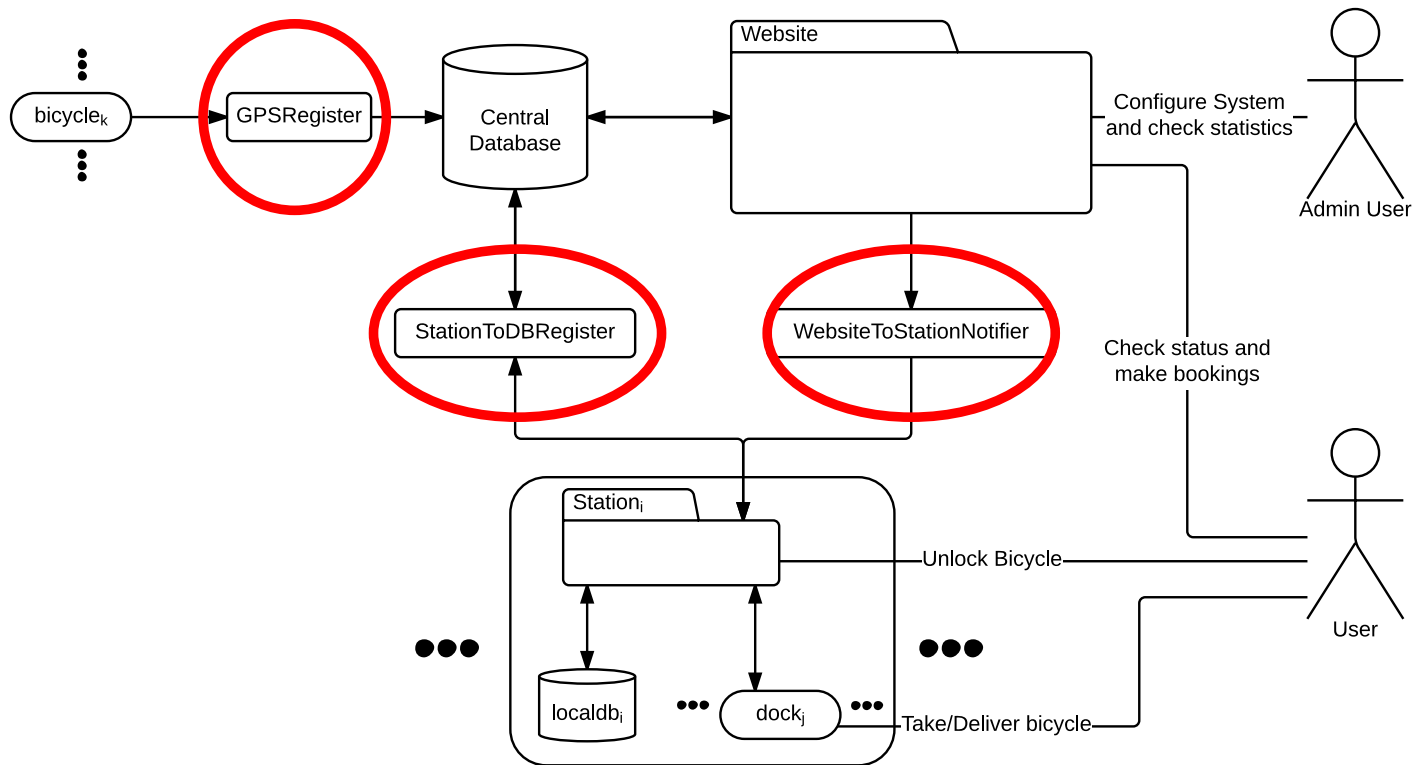 Website
bicyclek
GPSRegister
Central
Database
Configure System
and check statistics
Admin User
StationToDBRegister
WebsiteToStationNotifier
Check status and
make bookings
Stationi
Unlock Bicycle
User
localdbi
dockj
Take/Deliver bicycle